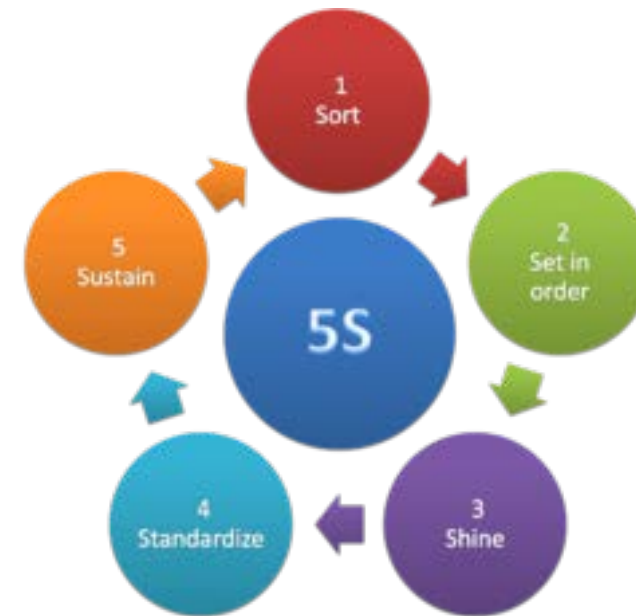 1
Sort
2
Set in
order
3
Shine
4
Standardize
5
Sustain
5S